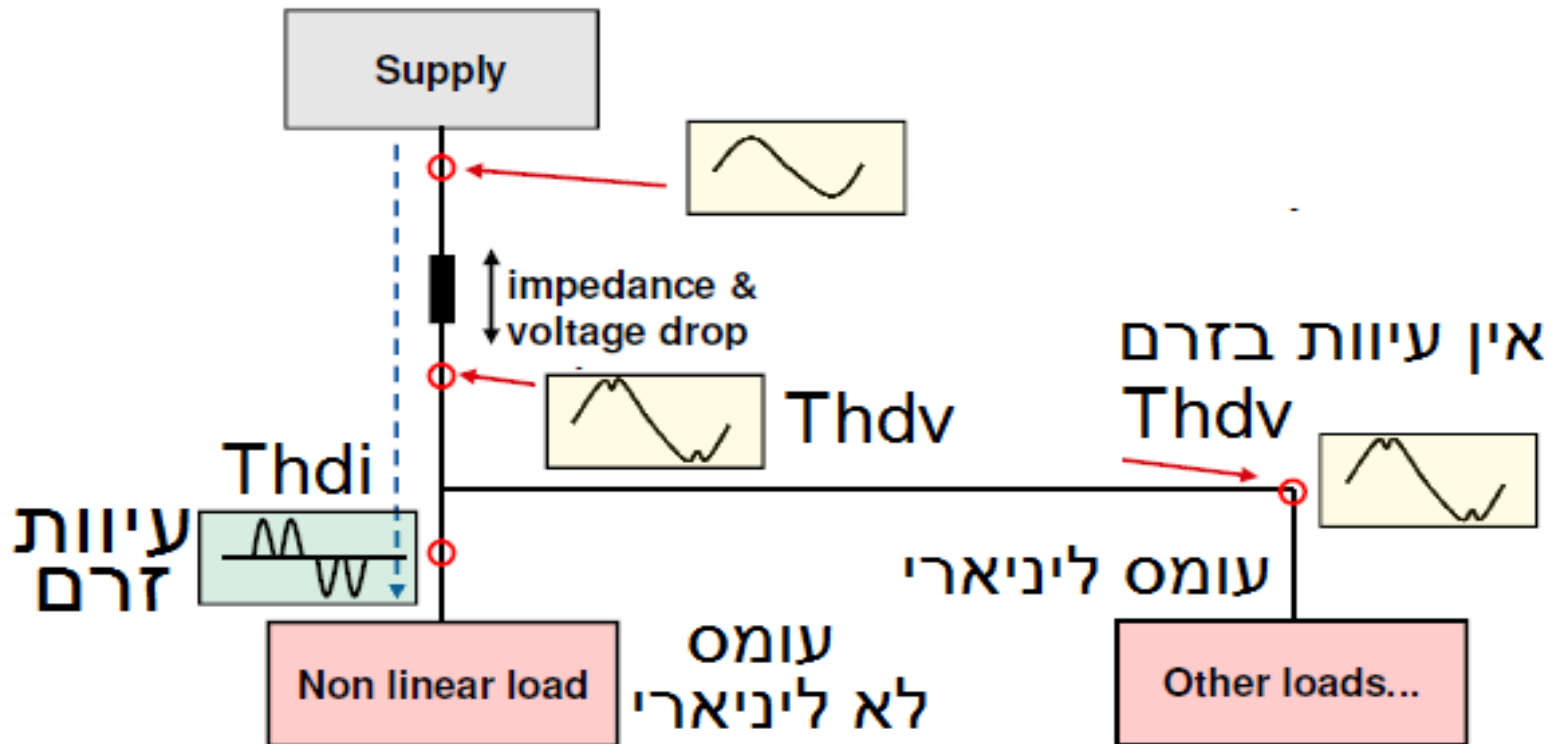 Supply
impedance &
voltage drop
אין עיוות בזרם
Thdv
Thdv
Thdi
עיוות
זרם
עומס ליניארי
Non linear load
עומס
לא ליניארי
Other loads...